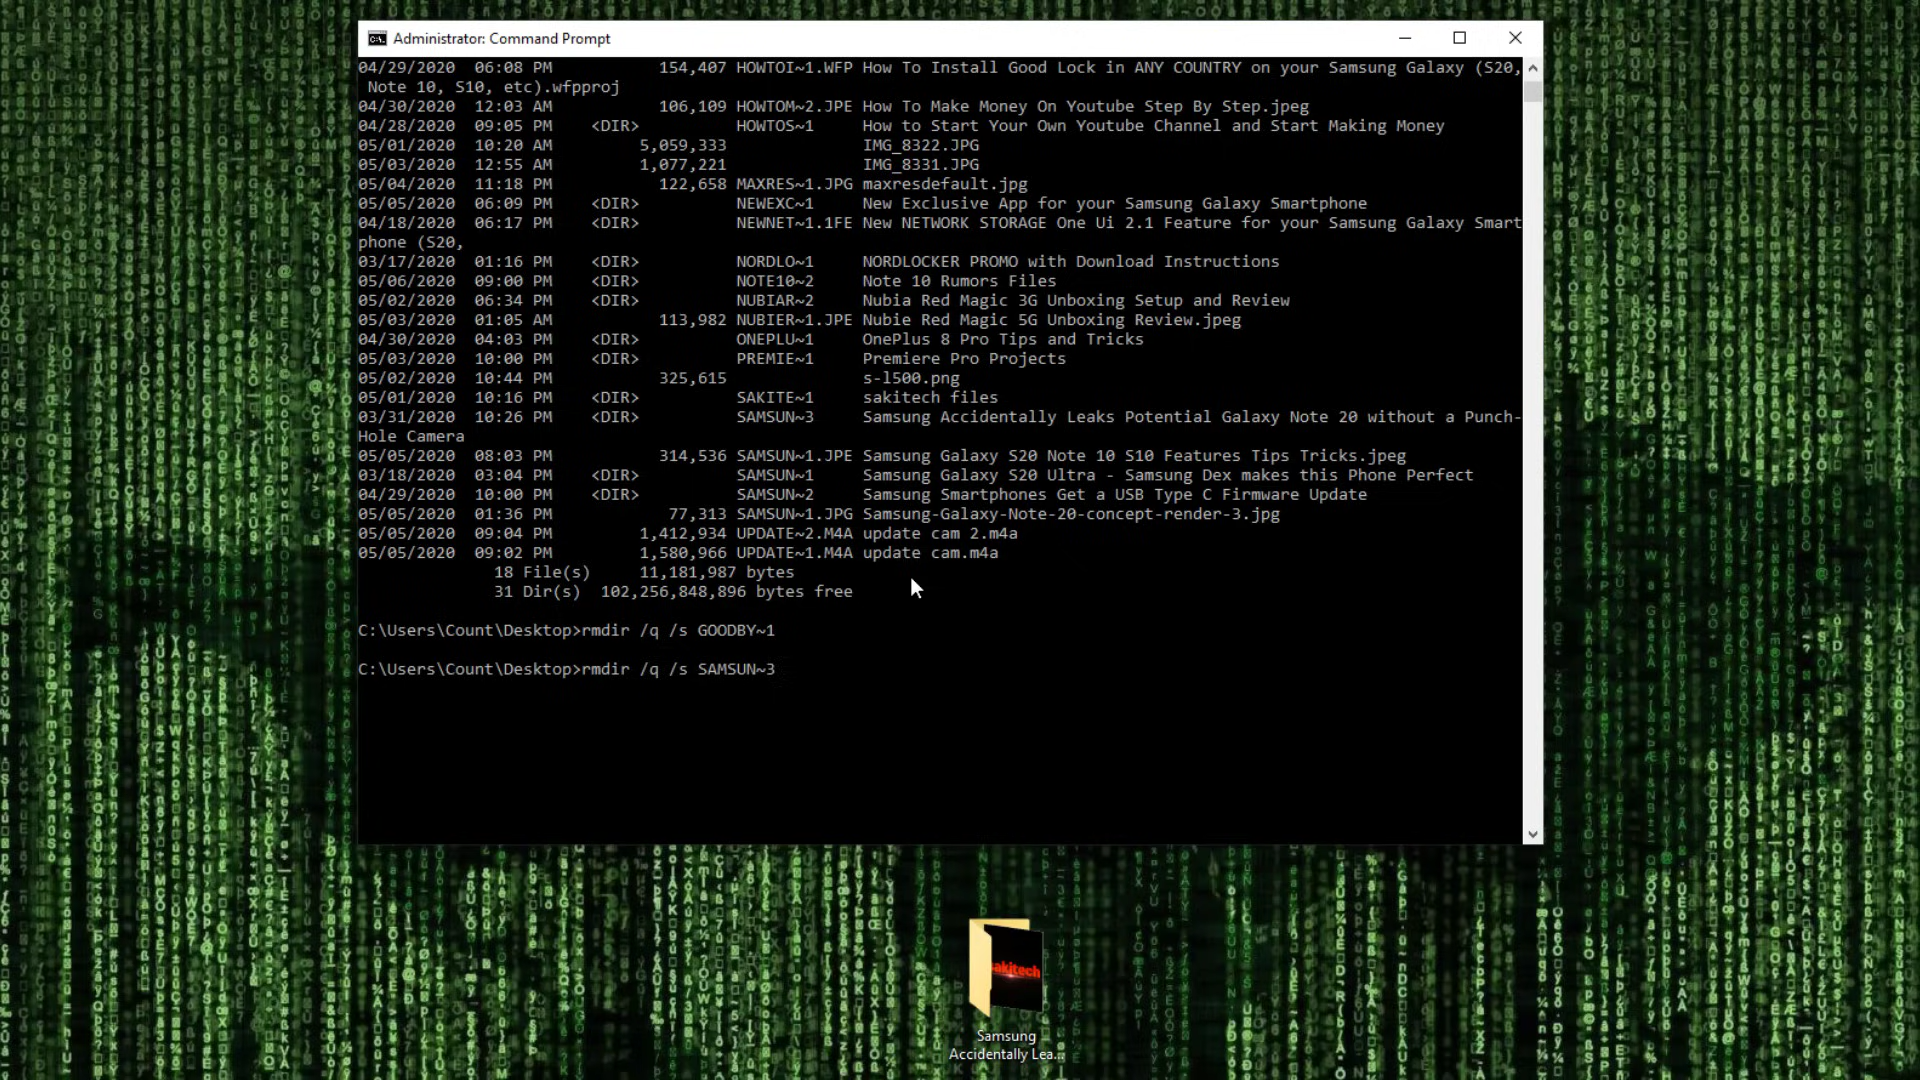 Administrator: Command Prompt
04/29/2020 06:08 PM 154,407 HOWTOI~1.WFP How To Install Good Lock in ANY COUNTRY on your Samsung Galaxy (S20,
Note 10, S10, etc).wfpproj
04/30/2020 12:03 AM 106,109 HOWTOM~2.JPE How To Make Money On Youtube Step By Step.jpeg
04/28/2020 09:05 PM <DIR> HOWTOS~1 How to Start Your Own Youtube Channel and Start Making Money
05/01/2020 10:20 AM 5,059,333 IMG_8322.JPG
05/03/2020 12:55 AM 1,077,221 IMG_8331.JPG
05/04/2020 11:18 PM 122,658 MAXRES~1.JPG maxresdefault.jpg
05/05/2020 06:09 PM <DIR> NEWEXC~1 New Exclusive App for your Samsung Galaxy Smartphone
04/18/2020 06:17 PM <DIR> NEWNET~1.1FE New NETWORK STORAGE One Ui 2.1 Feature for your Samsung Galaxy Smart
phone (S20,
03/17/2020 01:16 PM <DIR> NORDLO~1 NORDLOCKER PROMO with Download Instructions
05/06/2020 09:00 PM <DIR> NOTE10~2 Note 10 Rumors Files
05/02/2020 06:34 PM <DIR> NUBIAR~2 Nubia Red Magic 3G Unboxing Setup and Review
05/03/2020 01:05 AM 113,982 NUBIER~1.JPE Nubie Red Magic 5G Unboxing Review.jpeg
04/30/2020 04:03 PM <DIR> ONEPLU~1 OnePlus 8 Pro Tips and Tricks
05/03/2020 10:00 PM <DIR> PREMIE~1 Premiere Pro Projects
05/02/2020 10:44 PM 325,615 s-l500.png
05/01/2020 10:16 PM <DIR> SAKITE~1 sakitech files
03/31/2020 10:26 PM <DIR> SAMSUN~3 Samsung Accidentally Leaks Potential Galaxy Note 20 without a Punch-
Hole Camera
05/05/2020 08:03 PM 314,536 SAMSUN~1.JPE Samsung Galaxy S20 Note 10 S10 Features Tips Tricks.jpeg
03/18/2020 03:04 PM <DIR> SAMSUN~1 Samsung Galaxy S20 Ultra - Samsung Dex makes this Phone Perfect
04/29/2020 10:00 PM <DIR> SAMSUN~2 Samsung Smartphones Get a USB Type C Firmware Update
05/05/2020 01:36 PM 77,313 SAMSUN~1.JPG Samsung-Galaxy-Note-20-concept-render-3.jpg
05/05/2020 09:04 PM 1,412,934 UPDATE~2.M4A update cam 2.m4a
05/05/2020 09:02 PM 1,580,966 UPDATE~1.M4A update cam.m4a
18 File(s) 11,181,987 bytes
31 Dir(s) 102,256,848,896 bytes free
C:\Users\Count\Desktop>rmdir /q /s GOODBY~1
C:\Users\Count\Desktop>rmdir /q /s SAMSUN~3
sakitech
Samsung
Accidentally Lea...